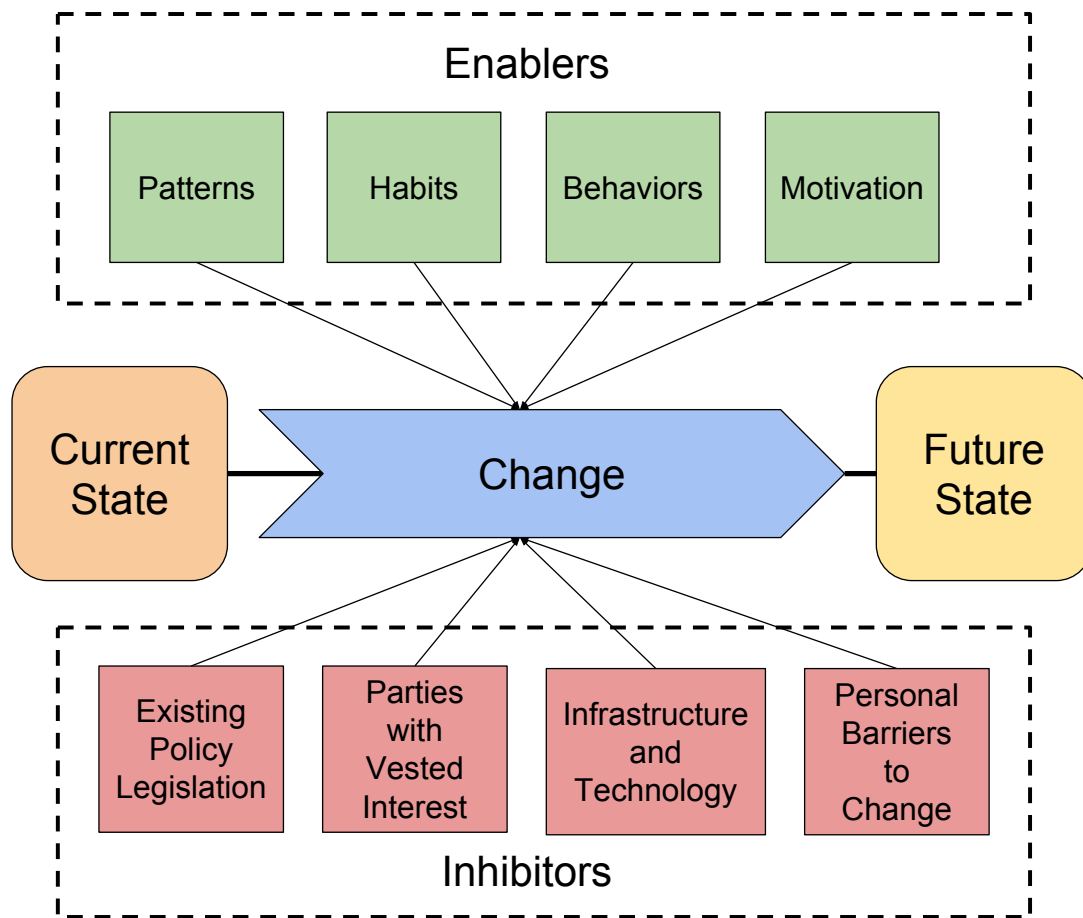 Enablers
Patterns
Habits
Behaviors
Motivation
Current
State
Change
Future
State
Existing
Policy
Legislation
Parties
with
Vested
Interest
Infrastructure
and
Technology
Personal
Barriers
to
Change
Inhibitors